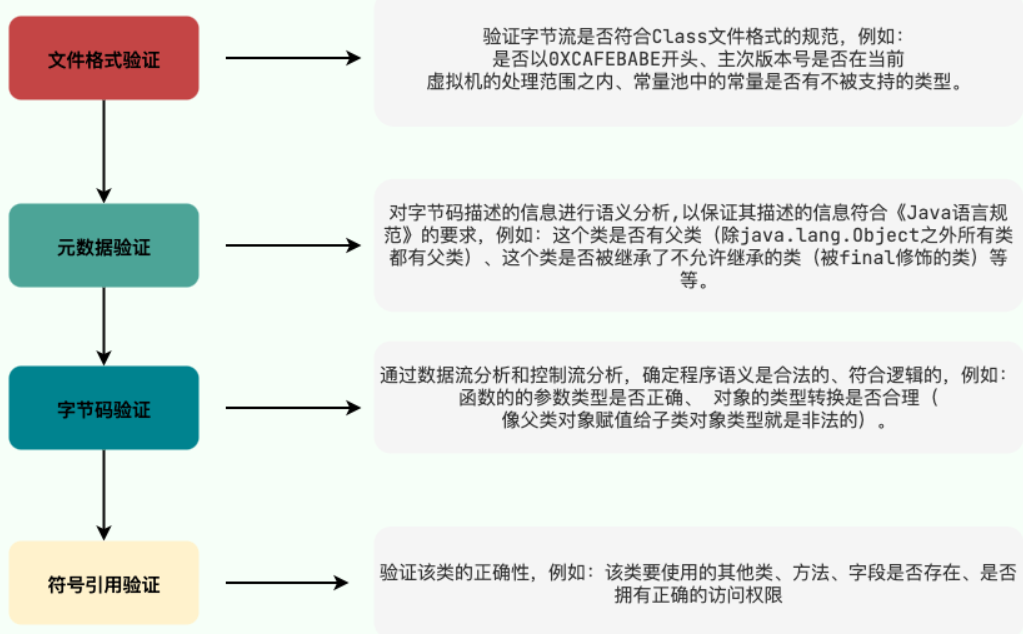 文件格式验证
验证字节流是否符合Class文件格式的规范，例如：
是否以0XCAFEBABE开头、主次版本号是否在当前
虚拟机的处理范围之内、常量池中的常量是否有不被支持的类型。
元数据验证
对字节码描述的信息进行语义分析,以保证其描述的信息符合《Java语言规
范》的要求，例如：这个类是否有父类（除java.lang.Object之外所有类
都有父类）、这个类是否被继承了不允许继承的类（被final修饰的类）等
等。
字节码验证
通过数据流分析和控制流分析，确定程序语义是合法的、符合逻辑的，例如：
函数的的参数类型是否正确、 对象的类型转换是否合理（
像父类对象赋值给子类对象类型就是非法的）。
符号引用验证
验证该类的正确性，例如：该类要使用的其他类、方法、字段是否存在、是否
拥有正确的访问权限